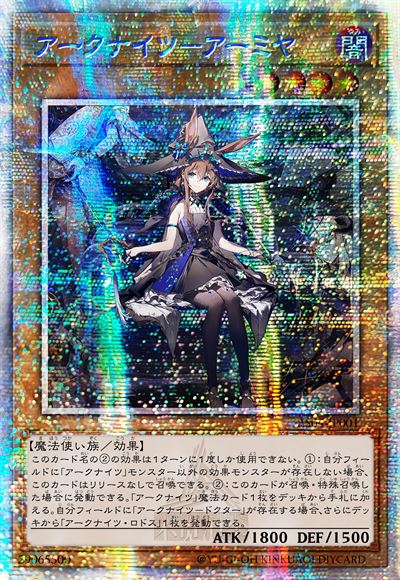 アークナイツーアーミヤ
闇
【魔法使い族／効果】
このカード名の②の効果は1ターンに1度しか使用できない。①：自分フィ
ールドに「アークナイツ」モンスター以外の効果モンスターが存在しない場合、
このカードはリリースなしで召喚できる。②：このカードが召喚・特殊召喚し
た場合に発動できる。「アークナイツ」魔法カード1枚をデッキから手札に加
える。自分フィールドに「アークナイツードクター」が存在する場合、さらにデッ
キから「アークナイツ・ロドス」1枚を発動できる。
ATK/1800 DEF/1500